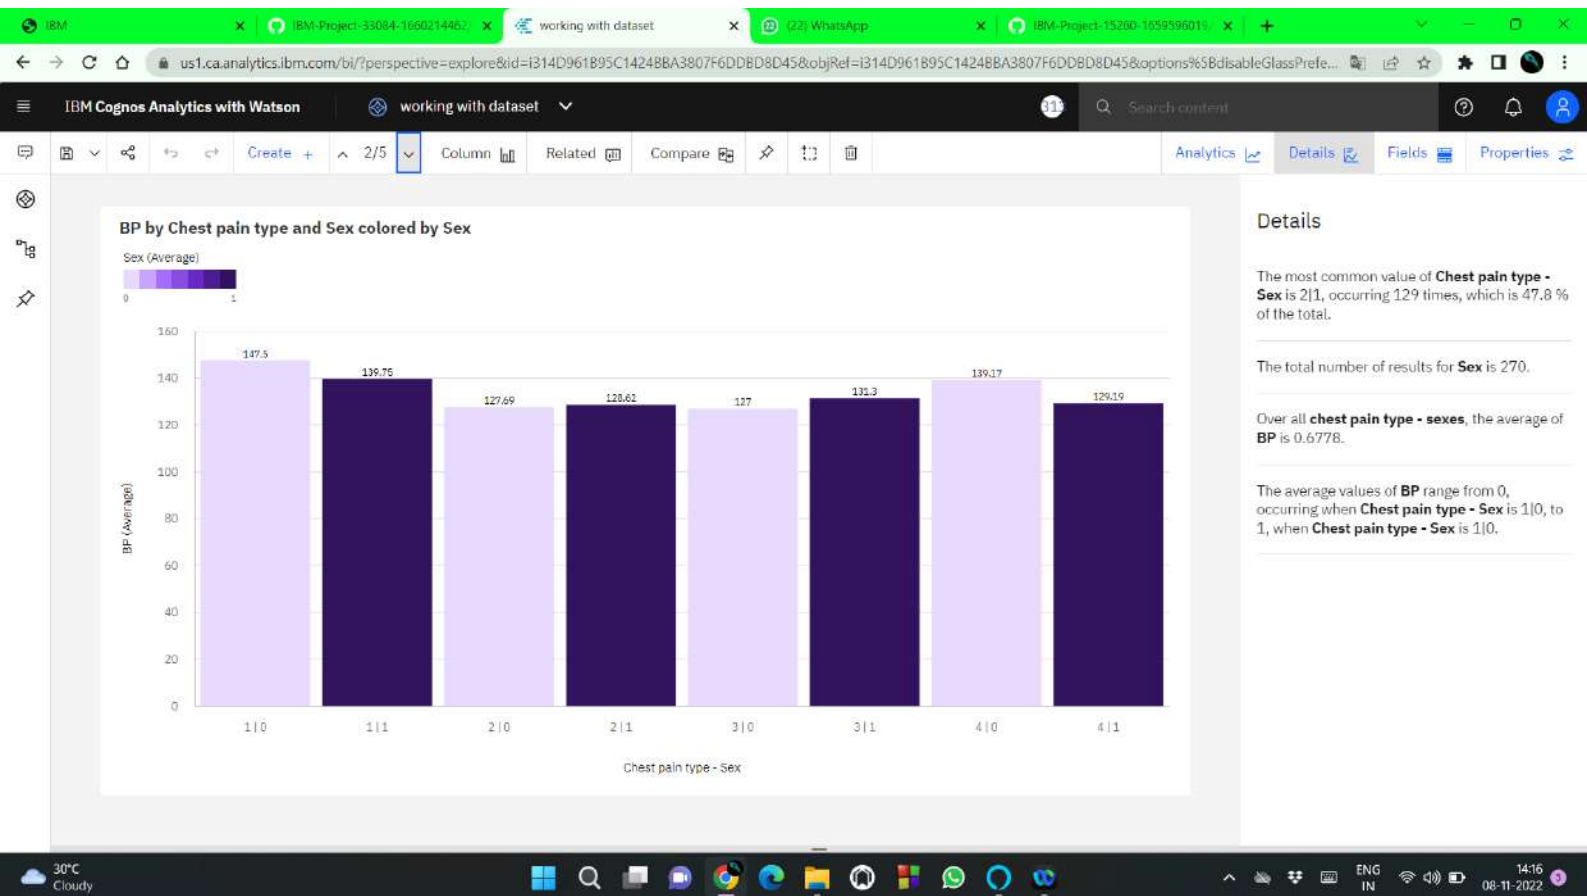 IBM
IBM-Project-33084-1660214462/
working with dataset
(22) WhatsApp
IBM-Project-15260-1659596019/
us1.ca.analytics.ibm.com/bi/?perspective=explore&id=i314D961B95C1424BBA3807F6DDBD8D45&objRef=i314D961B95C1424BBA3807F6DDBD8D45&options%5BdisableGlassPrefe...
IBM Cognos Analytics with Watson
working with dataset
Search content
Create +
2/5
Column
Related
Compare
Analytics
Details
Fields
Properties
BP by Chest pain type and Sex colored by Sex
Sex (Average)
0 1
160
140
120
100
80
60
40
20
0
BP (Average)
147.5
139.75
127.69
128.62
127
131.3
139.17
129.19
1|0 1|1 2|0 2|1 3|0 3|1 4|0 4|1
Chest pain type - Sex
Details
The most common value of Chest pain type -
Sex is 2|1, occurring 129 times, which is 47.8 %
of the total.
The total number of results for Sex is 270.
Over all chest pain type - sexes, the average of
BP is 0.6778.
The average values of BP range from 0,
occurring when Chest pain type - Sex is 1|0, to
1, when Chest pain type - Sex is 1|0.
30°C
Cloudy
ENG
IN
14:16
08-11-2022